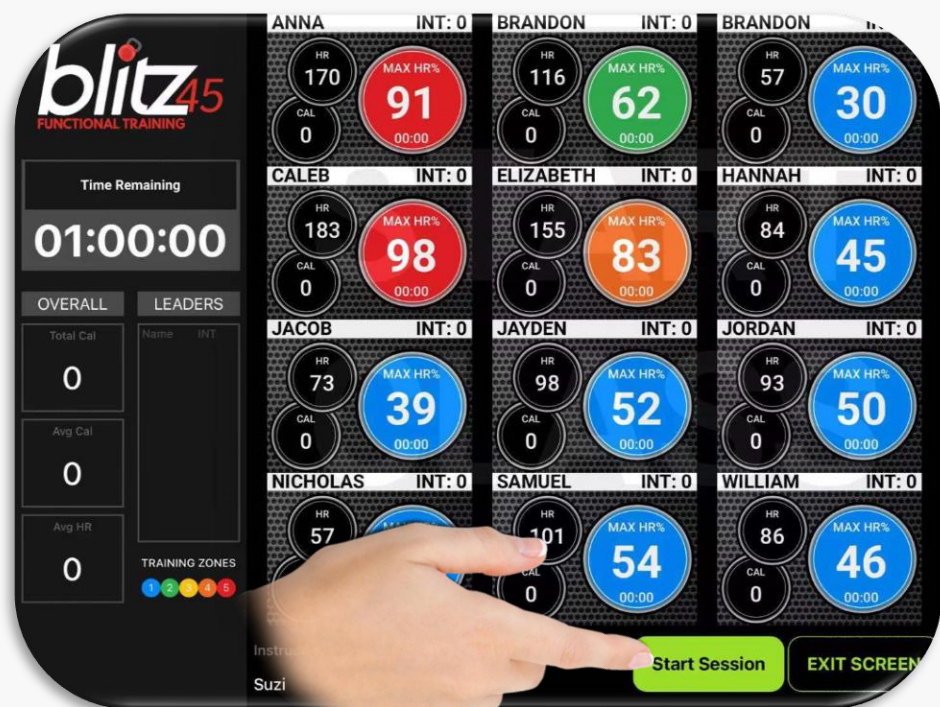 blitz45
FUNCTIONAL TRAINING
Time Remaining
01:00:00
OVERALL LEADERS
Total Cal
0
Name INT
Avg Cal
0
Avg HR
0
TRAINING ZONES
1 2 3 4 5
ANNA INT: 0
HR
170
CAL
0
MAX HR%
91
00:00
BRANDON INT: 0
HR
116
CAL
0
MAX HR%
62
00:00
BRANDON
HR
57
CAL
0
MAX HR%
30
00:00
CALEB INT: 0
HR
183
CAL
0
MAX HR%
98
00:00
ELIZABETH INT: 0
HR
155
CAL
0
MAX HR%
83
00:00
HANNAH INT: 0
HR
84
CAL
0
MAX HR%
45
00:00
JACOB INT: 0
HR
73
CAL
0
MAX HR%
39
00:00
JAYDEN INT: 0
HR
98
CAL
0
MAX HR%
52
00:00
JORDAN INT: 0
HR
93
CAL
0
MAX HR%
50
00:00
NICHOLAS INT: 0
HR
57
SAMUEL INT: 0
HR
101
CAL
0
MAX HR%
54
00:00
WILLIAM INT: 0
HR
86
CAL
0
MAX HR%
46
00:00
Suzi
Start Session
EXIT SCREEN